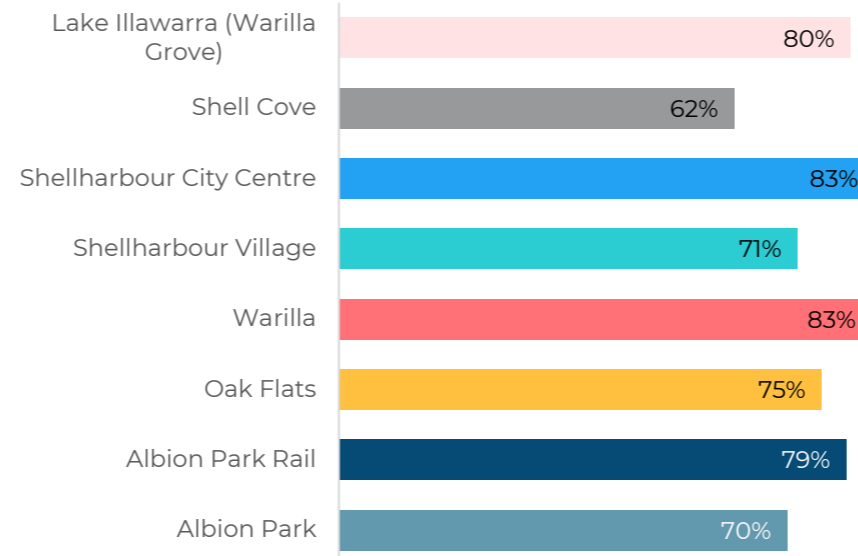 Lake Illawarra (Warilla
Grove)
80%
Shell Cove
62%
Shellharbour City Centre
83%
Shellharbour Village
71%
Warilla
83%
Oak Flats
75%
Albion Park Rail
79%
Albion Park
70%